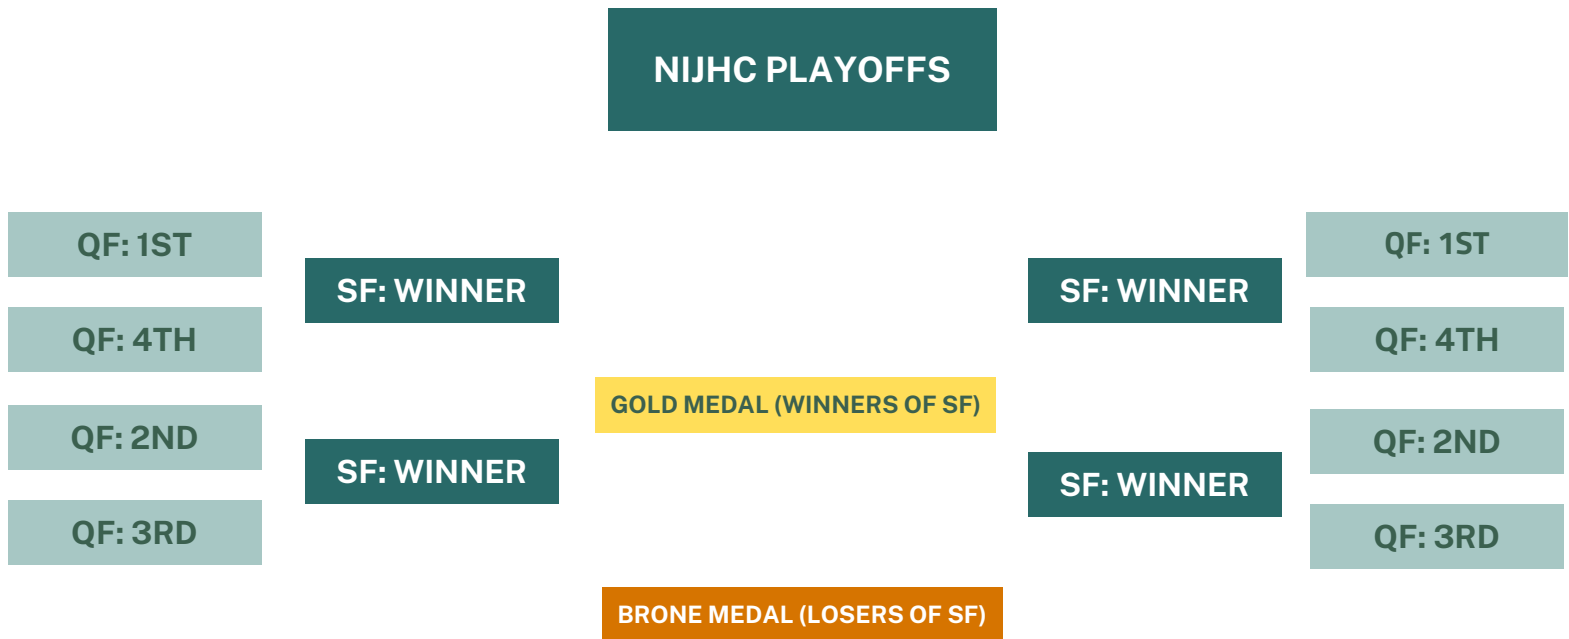 NIJHC PLAYOFFS
QF: 1ST
QF: 4TH
QF: 2ND
QF: 3RD
SF: WINNER
SF: WINNER
GOLD MEDAL (WINNERS OF SF)
BRONE MEDAL (LOSERS OF SF)
SF: WINNER
SF: WINNER
QF: 1ST
QF: 4TH
QF: 2ND
QF: 3RD